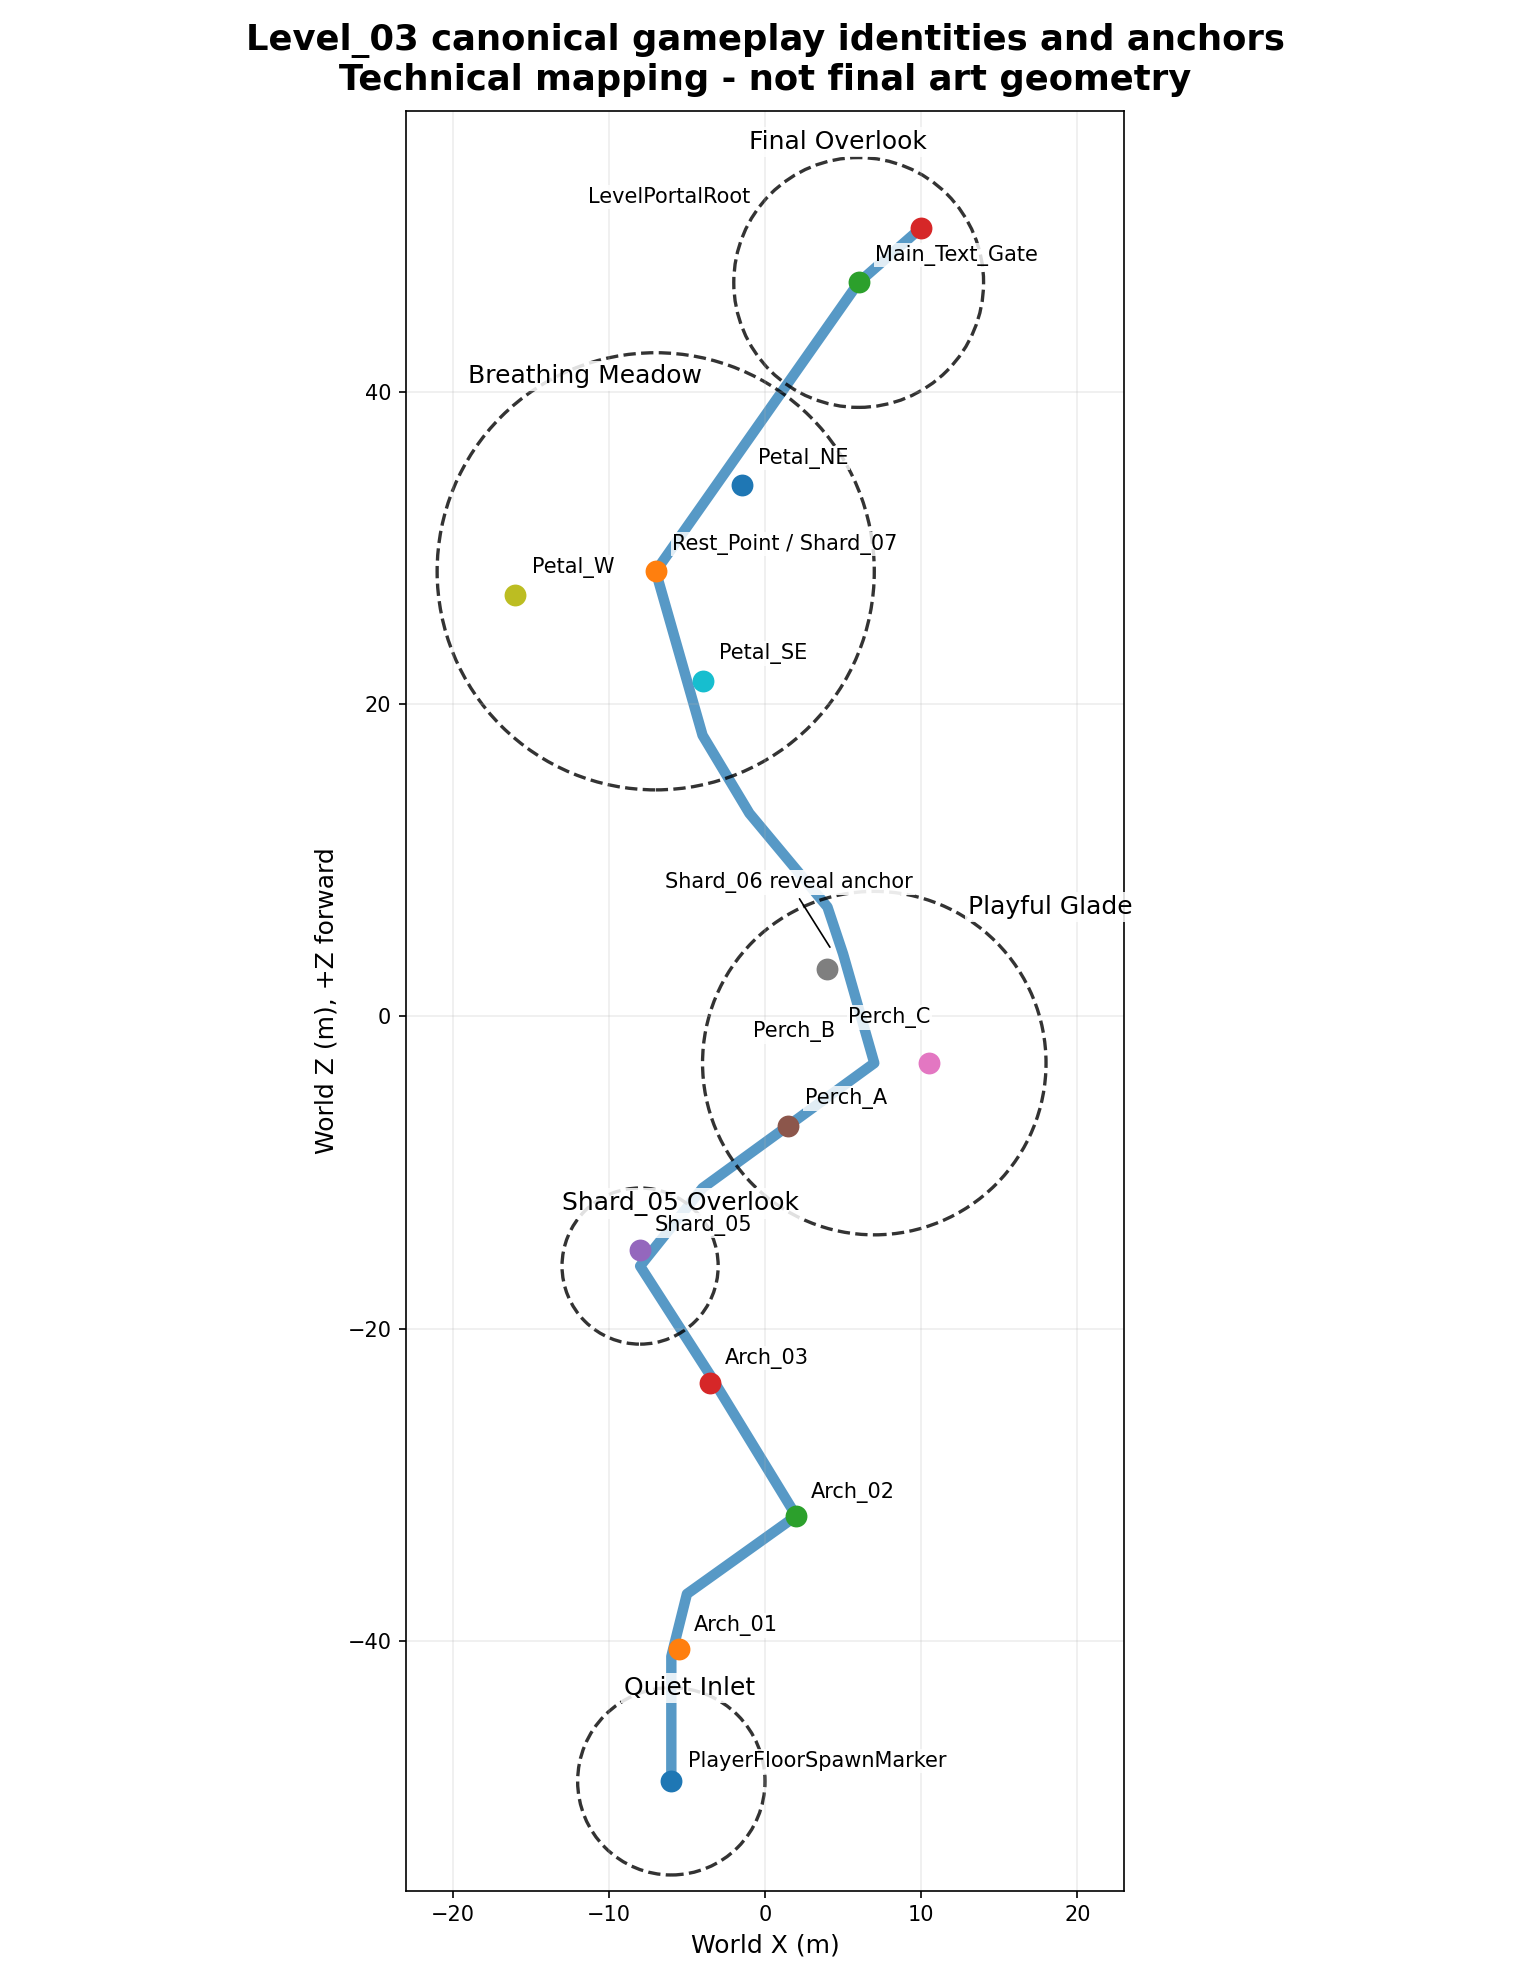 Level_03 canonical gameplay identities and anchors
Technical mapping - not final art geometry
Final Overlook
LevelPortalRoot
Main_Text_Gate
Breathing Meadow
40
Petal_NE
Rest_Point / Shard_07
Petal_W
Petal_SE
20
Shard_06 reveal anchor
Playful Glade
World Z (m), +Z forward
0
Perch_C
Perch_B
Perch_A
Shard_05 Overlook
Shard_05
−20
Arch_03
Arch_02
Arch_01
−40
Quiet Inlet
PlayerFloorSpawnMarker
−20 −10 0 10 20
World X (m)